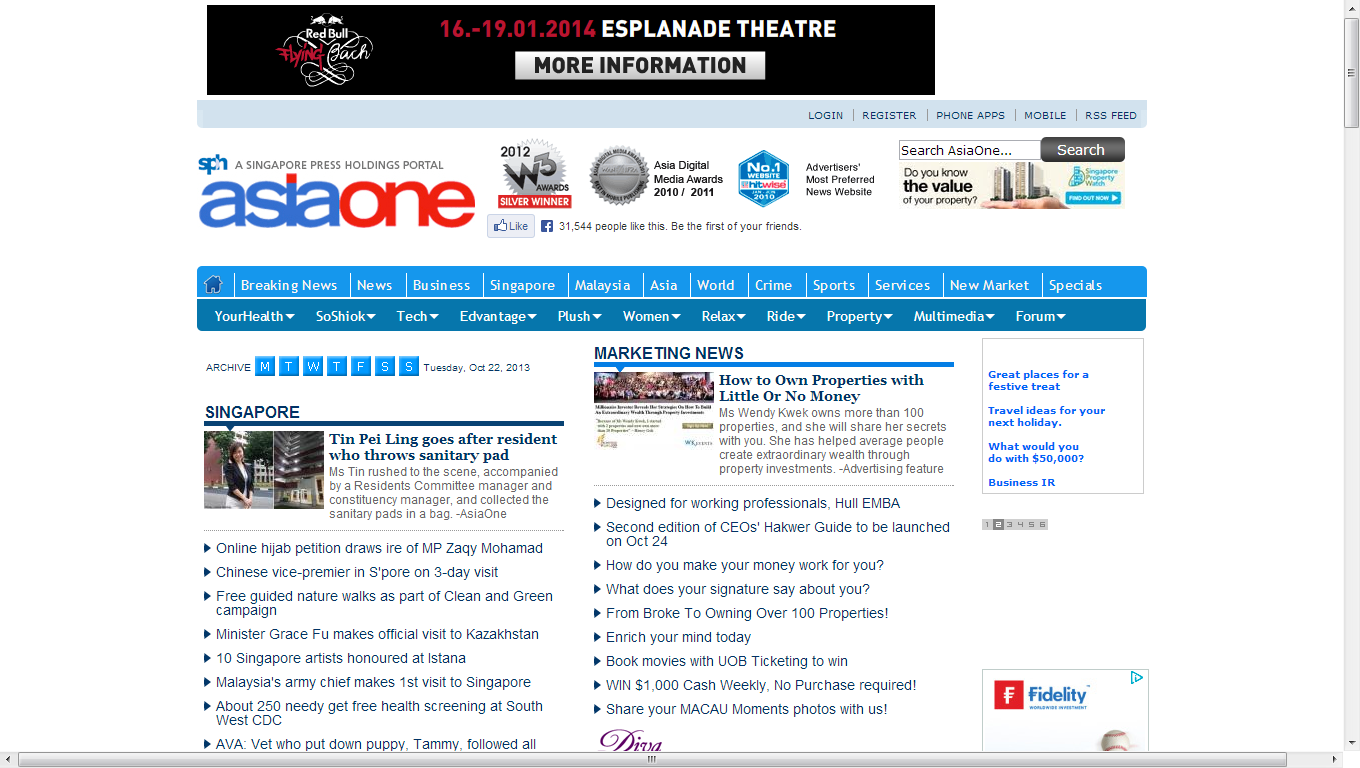 Red Bull
Flying Bach
16.-19.01.2014 ESPLANADE THEATRE
MORE INFORMATION
LOGIN REGISTER PHONE APPS MOBILE RSS FEED
sph A SINGAPORE PRESS HOLDINGS PORTAL
asiaone
2012
W3
AWARDS
SILVER WINNER
Asia Digital
Media Awards
2010 / 2011
No.1
WEBSITE
hitwise
JAN - JUN
2010
Advertisers'
Most Preferred
News Website
Search AsiaOne... Search
Do you know
the value
of your property?
Singapore
Property
Watch
FIND OUT NOW
Like 31,544 people like this. Be the first of your friends.
Breaking News News Business Singapore Malaysia Asia World Crime Sports Services New Market Specials
YourHealth SoShiok Tech Edvantage Plush Women Relax Ride Property Multimedia Forum
ARCHIVE M T W T F S S Tuesday, Oct 22, 2013
SINGAPORE
Tin Pei Ling goes after resident
who throws sanitary pad
Ms Tin rushed to the scene, accompanied
by a Residents Committee manager and
constituency manager, and collected the
sanitary pads in a bag. -AsiaOne
Online hijab petition draws ire of MP Zaqy Mohamad
Chinese vice-premier in S'pore on 3-day visit
Free guided nature walks as part of Clean and Green
campaign
Minister Grace Fu makes official visit to Kazakhstan
10 Singapore artists honoured at Istana
Malaysia's army chief makes 1st visit to Singapore
About 250 needy get free health screening at South
West CDC
AVA: Vet who put down puppy, Tammy, followed all
MARKETING NEWS
How to Own Properties with
Little Or No Money
Ms Wendy Kwek owns more than 100
properties, and she will share her secrets
with you. She has helped average people
create extraordinary wealth through
property investments. -Advertising feature
Millionaire Investor Reveals Her Strategies On How To Build
An Extraordinary Wealth Through Property Investments
Designed for working professionals, Hull EMBA
Second edition of CEOs' Hakwer Guide to be launched
on Oct 24
How do you make your money work for you?
What does your signature say about you?
From Broke To Owning Over 100 Properties!
Enrich your mind today
Book movies with UOB Ticketing to win
WIN $1,000 Cash Weekly, No Purchase required!
Share your MACAU Moments photos with us!
Diva
Great places for a
festive treat
Travel ideas for your
next holiday.
What would you
do with $50,000?
Business IR
1 2 3 4 5 6
Fidelity
WORLDWIDE INVESTMENT